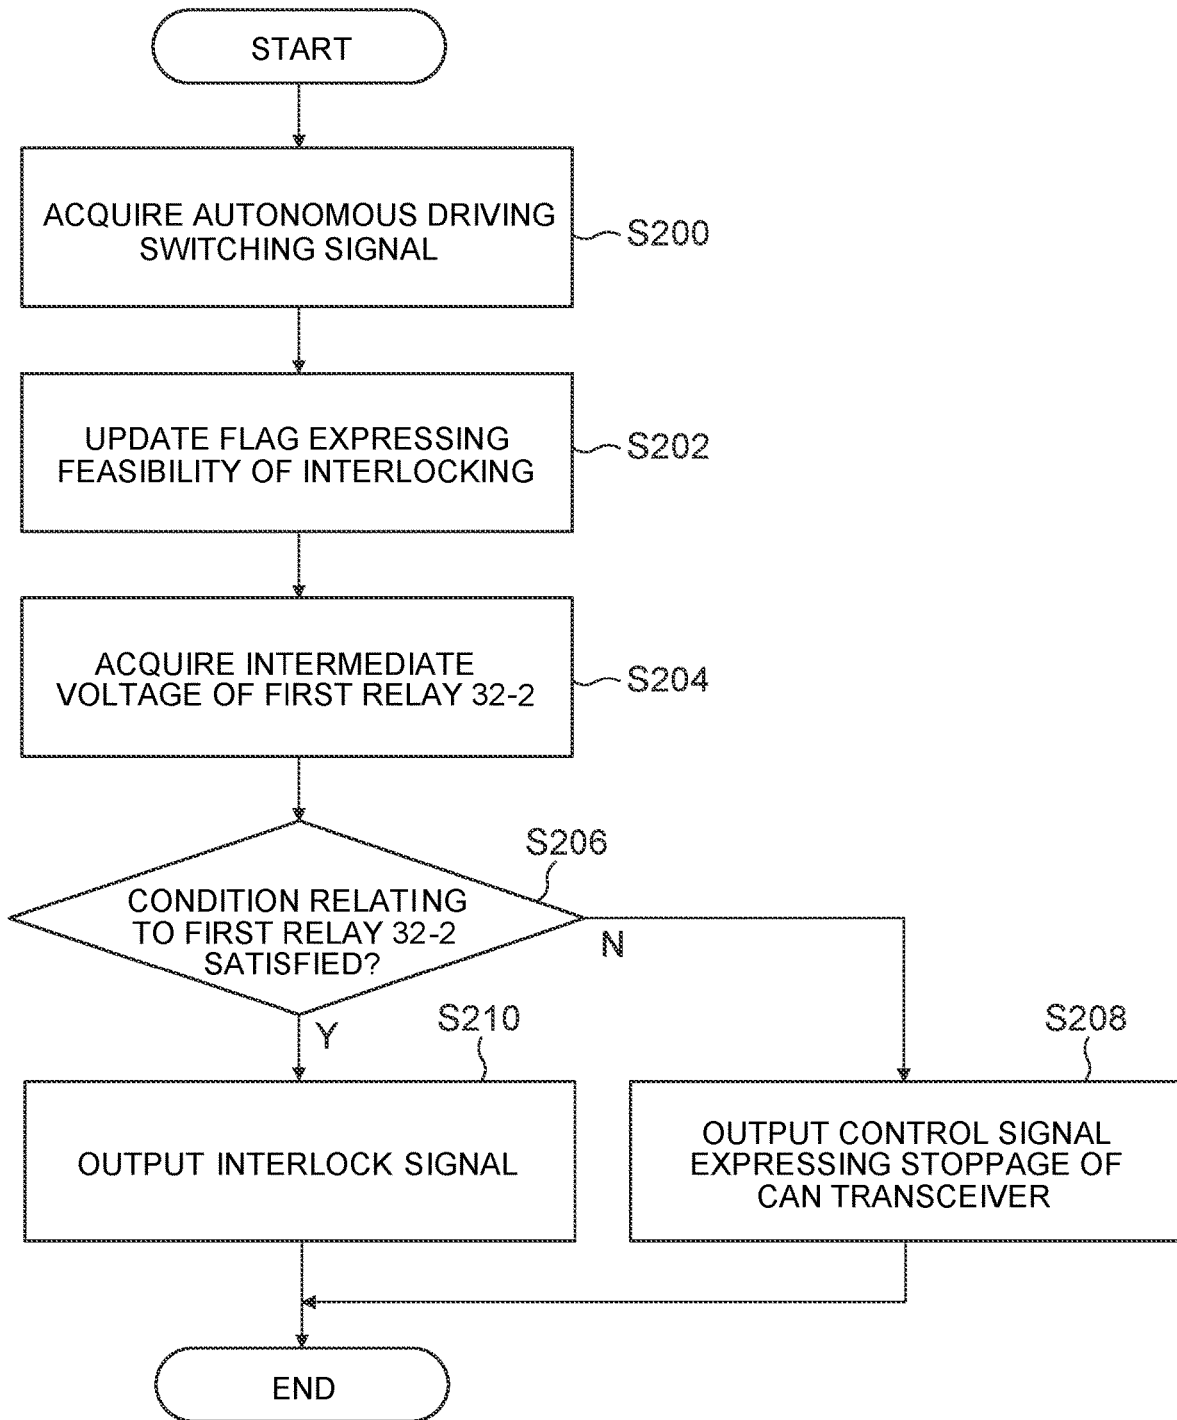 START
ACQUIRE AUTONOMOUS DRIVING
SWITCHING SIGNAL
S200
UPDATE FLAG EXPRESSING
FEASIBILITY OF INTERLOCKING
S202
ACQUIRE INTERMEDIATE
VOLTAGE OF FIRST RELAY 32-2
S204
S206
CONDITION RELATING
TO FIRST RELAY 32-2
SATISFIED?
N
Y
S210
OUTPUT INTERLOCK SIGNAL
S208
OUTPUT CONTROL SIGNAL
EXPRESSING STOPPAGE OF
CAN TRANSCEIVER
END